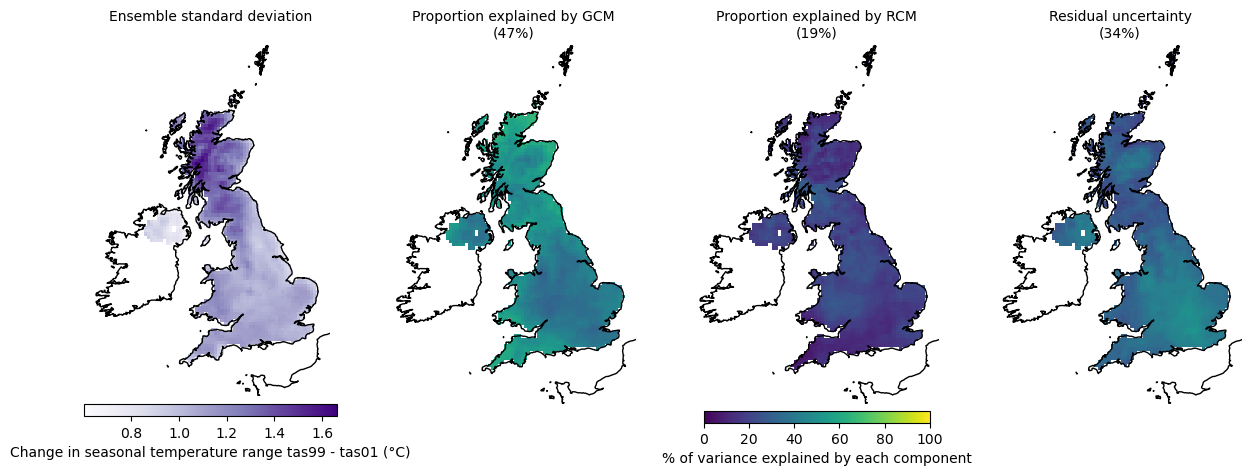 Ensemble standard deviation
Proportion explained by GCM
(47%)
Proportion explained by RCM
(19%)
Residual uncertainty
(34%)
0.8 1.0 1.2 1.4 1.6
Change in seasonal temperature range tas99 - tas01 (°C)
0 20 40 60 80 100
% of variance explained by each component